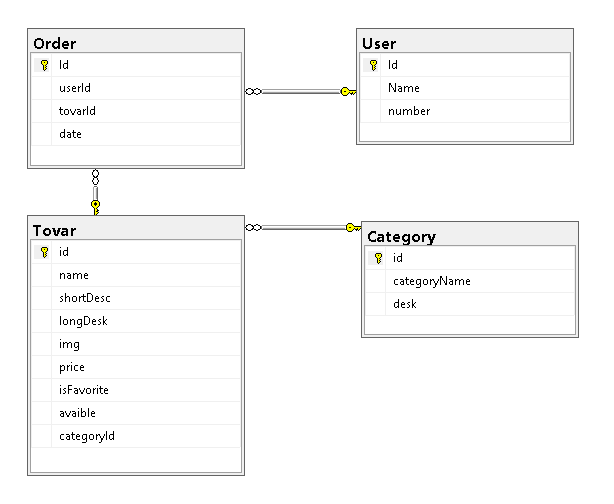 Order
Id
userId
tovarId
date
User
Id
Name
number
Tovar
id
name
shortDesc
longDesk
img
price
isFavorite
avaible
categoryId
Category
id
categoryName
desk